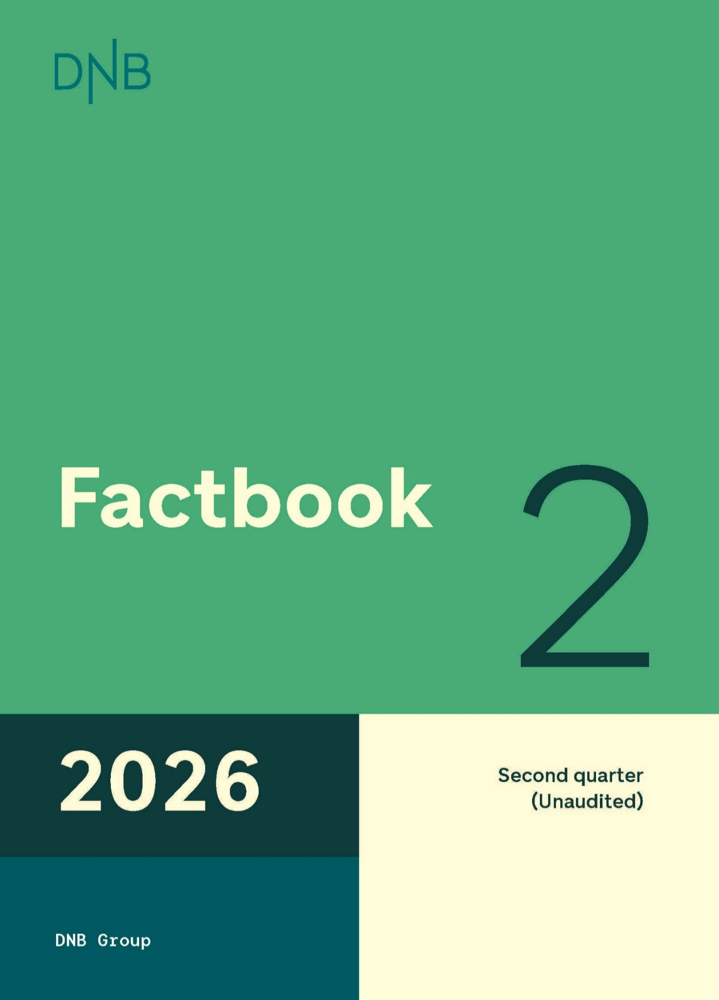 DNB
Factbook
2
2026
Second quarter
(Unaudited)
DNB Group